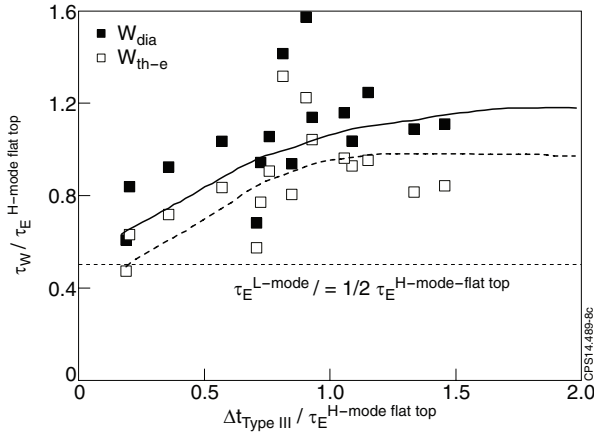 1.6
W_dia
W_th–e
1.2
0.8
0.4
0
τ_W / τ_E^H–mode flat top
τ_E^L–mode / = 1/2 τ_E^H–mode–flat top
0 0.5 1.0 1.5 2.0
Δt_Type III / τ_E^H–mode flat top
CPS14.489-8c